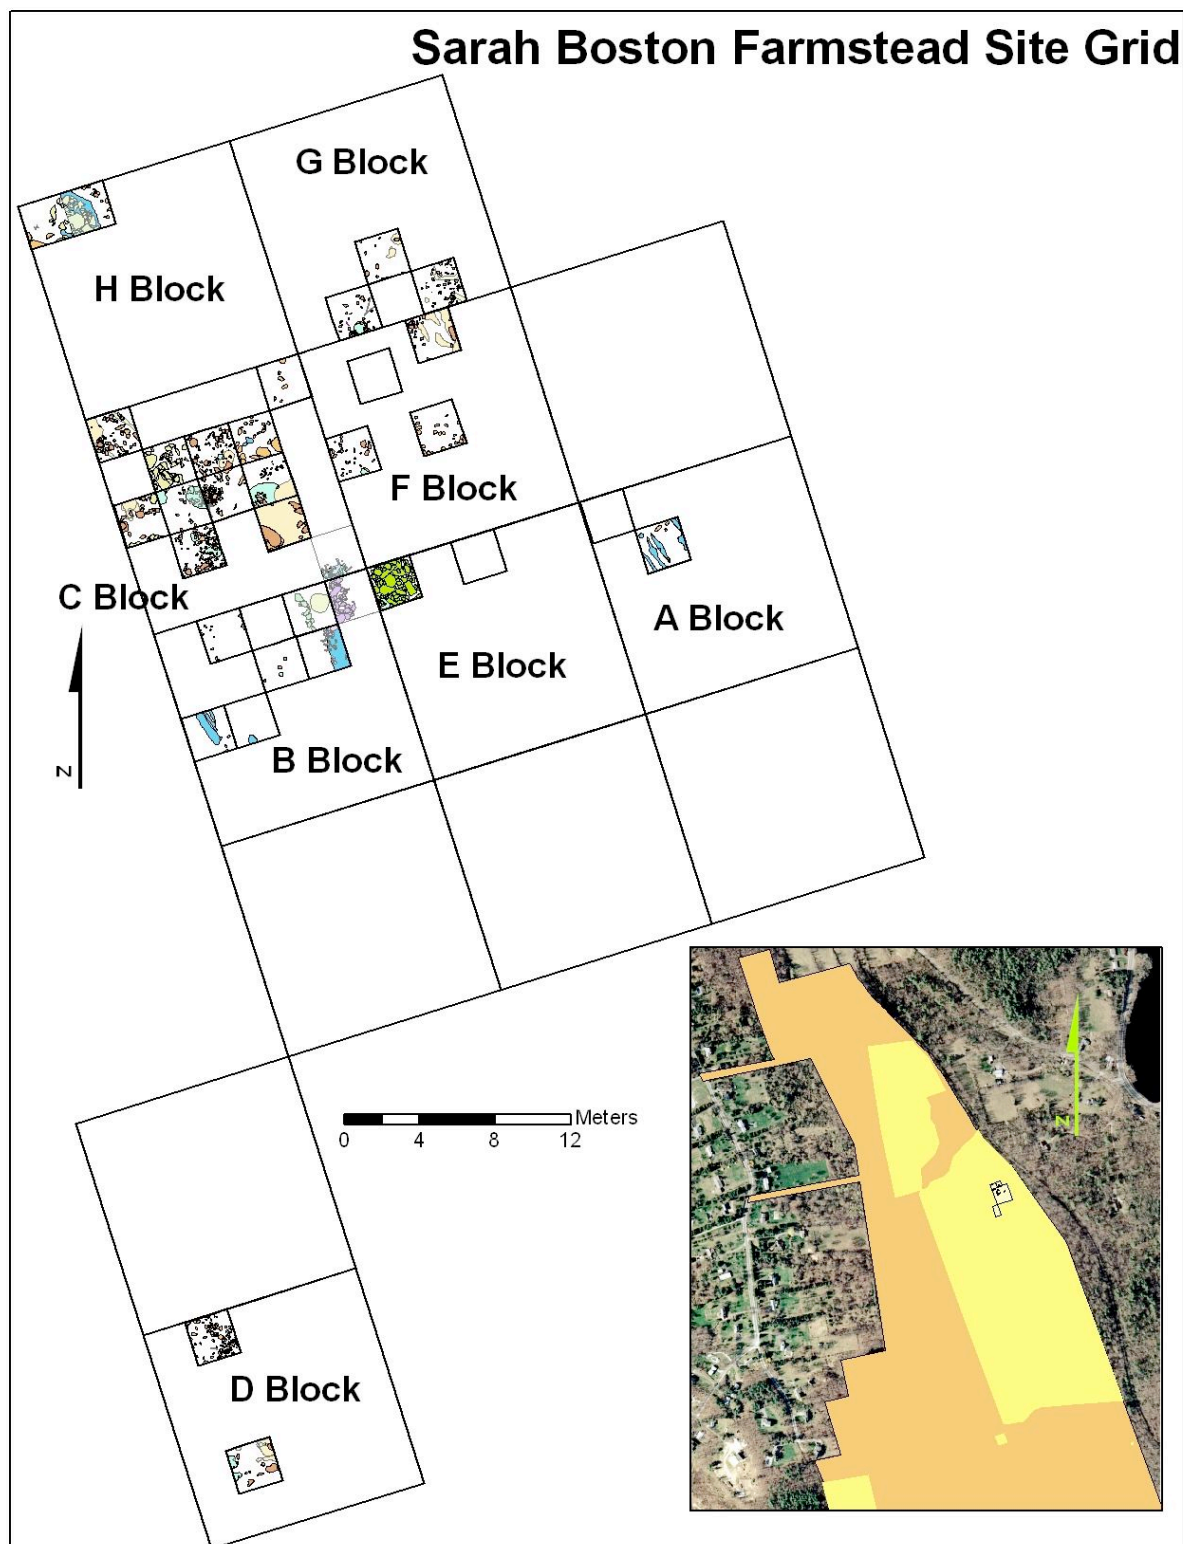 Sarah Boston Farmstead Site Grid
G Block
H Block
F Block
C Block
A Block
E Block
B Block
N
Meters
0 4 8 12
N
D Block